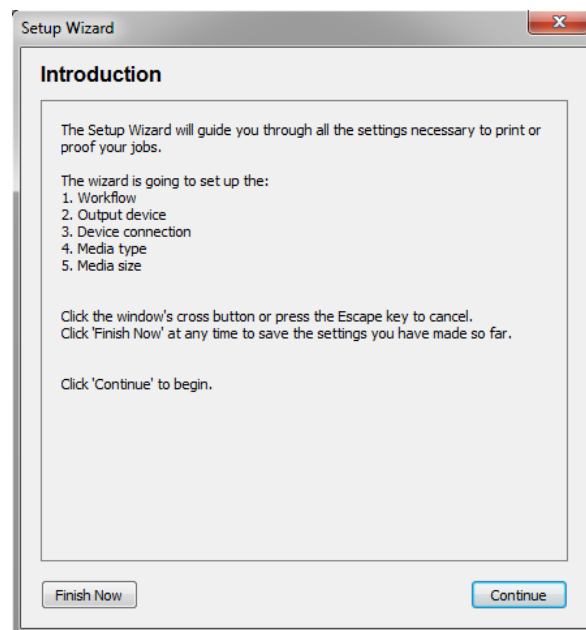 Setup Wizard
Introduction
The Setup Wizard will guide you through all the settings necessary to print or
proof your jobs.
The wizard is going to set up the:
1. Workflow
2. Output device
3. Device connection
4. Media type
5. Media size
Click the window's cross button or press the Escape key to cancel.
Click 'Finish Now' at any time to save the settings you have made so far.
Click 'Continue' to begin.
Finish Now
Continue